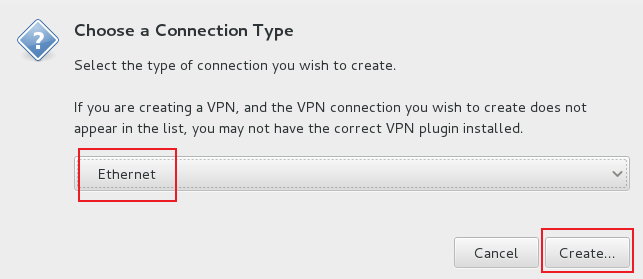 Choose a Connection Type
Select the type of connection you wish to create.
If you are creating a VPN, and the VPN connection you wish to create does not
appear in the list, you may not have the correct VPN plugin installed.
Ethernet
Cancel
Create...